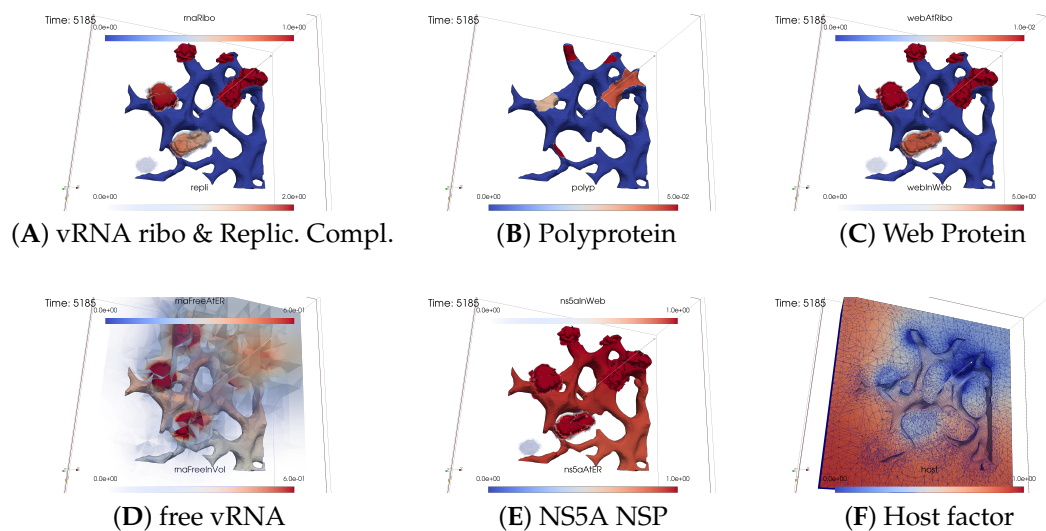 Time: 5185
rnaRibo
0.0e+00 1.0e+00
repli
0.0e+00 2.0e+00
(A) vRNA ribo & Replic. Compl.
Time: 5185
polyp
0.0e+00 5.0e-02
(B) Polyprotein
Time: 5185
webAtRibo
0.0e+00 1.0e-02
webInWeb
0.0e+00 5.0e+00
(C) Web Protein
Time: 5185
rnaFreeAtER
0.0e+00 6.0e-01
rnaFreeInVol
0.0e+00 6.0e-01
(D) free vRNA
Time: 5185
ns5aInWeb
0.0e+00 1.0e+00
ns5aAtER
0.0e+00 1.0e+00
(E) NS5A NSP
Time: 5185
host
0.0e+00 1.0e+00
(F) Host factor